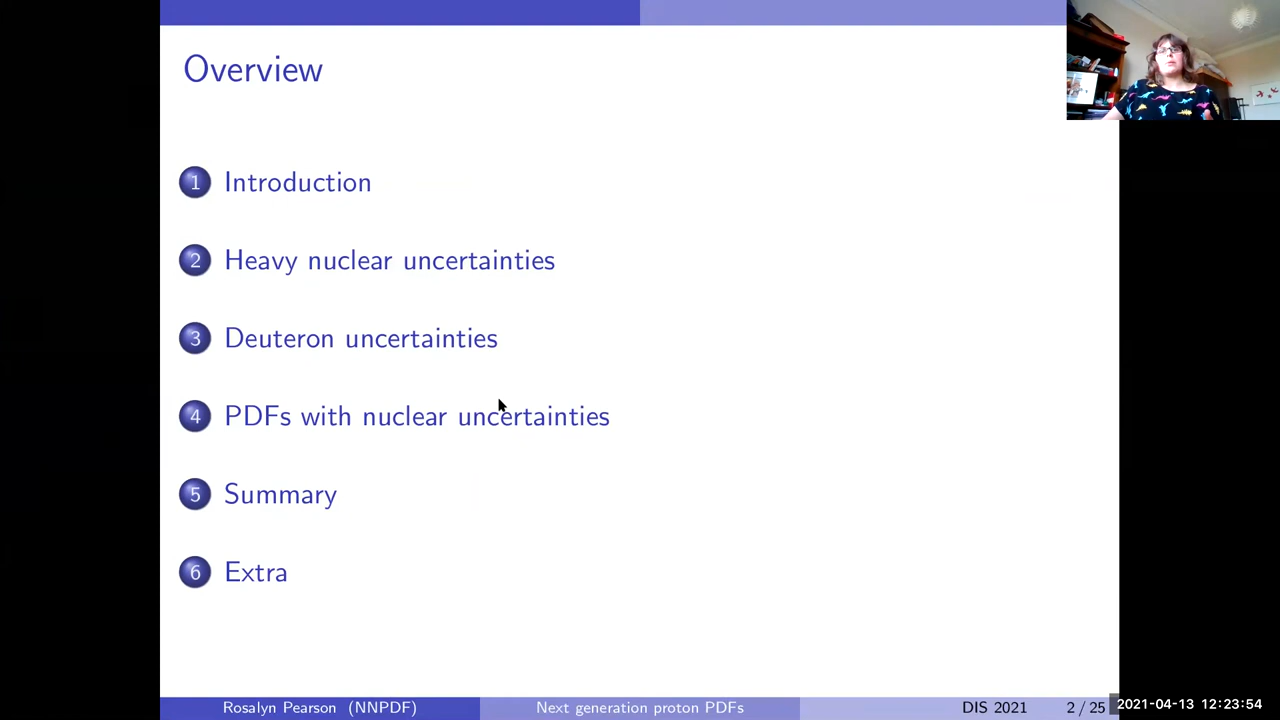 Overview
1 Introduction
2 Heavy nuclear uncertainties
3 Deuteron uncertainties
4 PDFs with nuclear uncertainties
5 Summary
6 Extra
Rosalyn Pearson (NNPDF) Next generation proton PDFs DIS 2021 2 / 25
2021-04-13 12:23:54